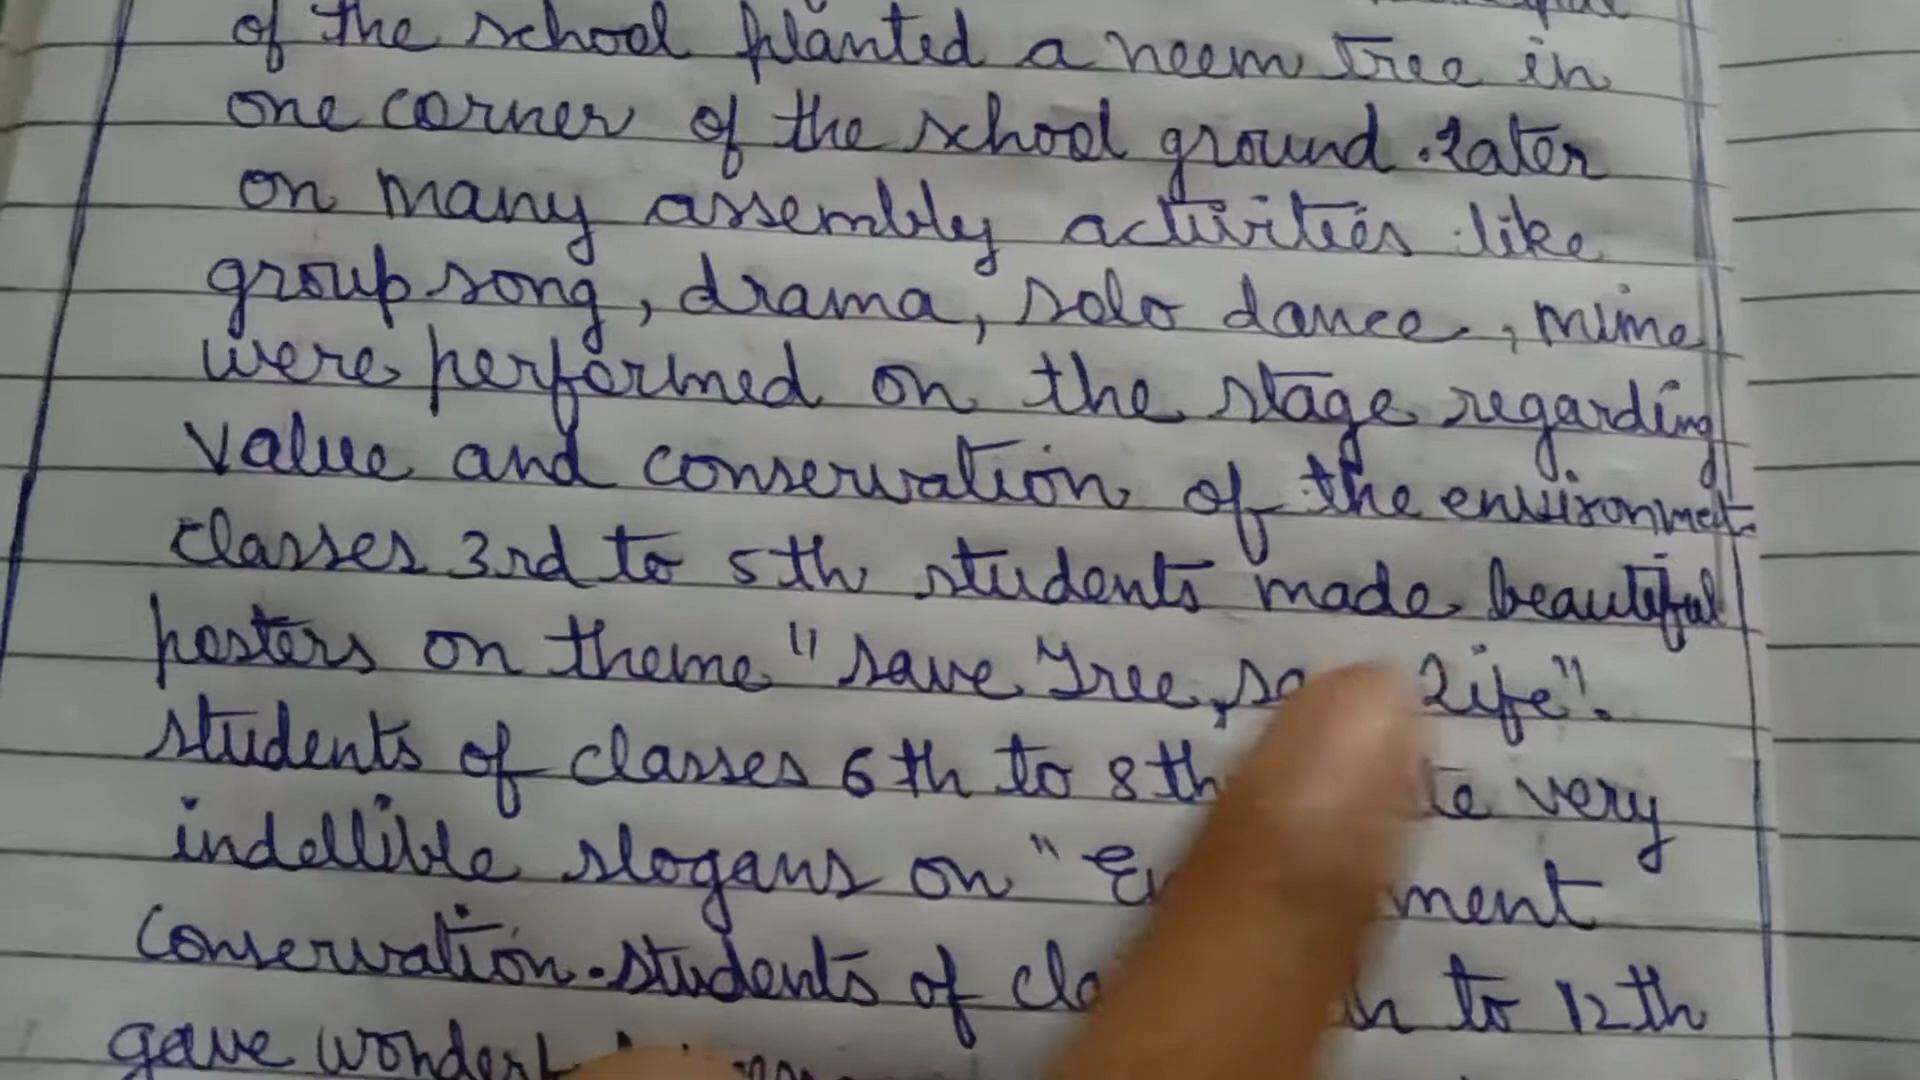 of the school planted a neem tree in
one corner of the school ground. Later
on many assembly activities like
group song, drama, solo dance, mime
were performed on the stage regarding
value and conservation of the environmet.
classes 3rd to 5th students made beautiful
posters on theme "save Tree, Life".
students of classes 6th to 8th very
indellible slogans on "
Conservation. students of to 12th
gave